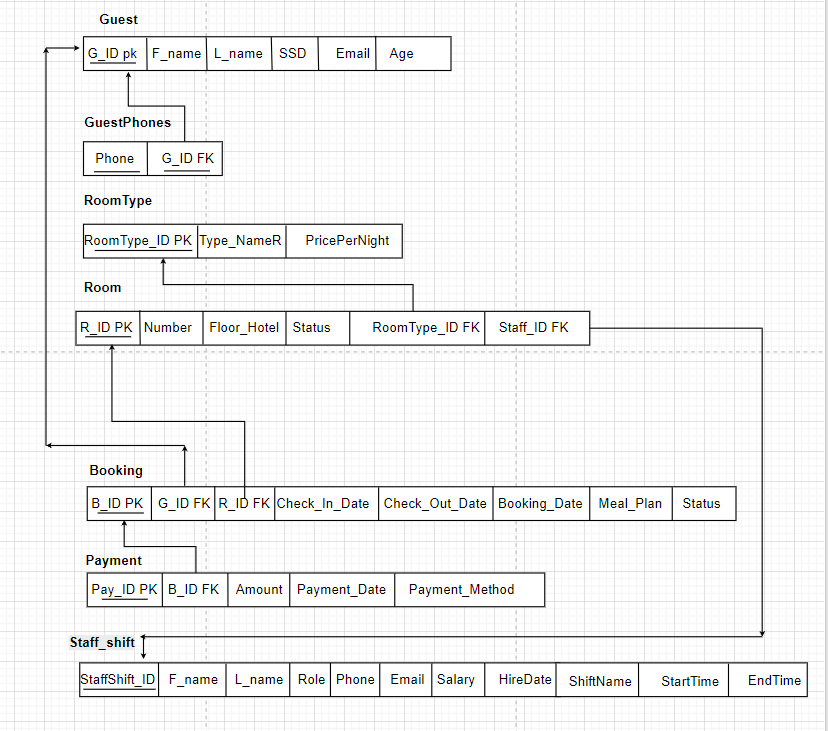 Guest
G_ID pk F_name L_name SSD Email Age
GuestPhones
Phone G_ID FK
RoomType
RoomType_ID PK Type_NameR PricePerNight
Room
R_ID PK Number Floor_Hotel Status RoomType_ID FK Staff_ID FK
Booking
B_ID PK G_ID FK R_ID FK Check_In_Date Check_Out_Date Booking_Date Meal_Plan Status
Payment
Pay_ID PK B_ID FK Amount Payment_Date Payment_Method
Staff_shift
StaffShift_ID F_name L_name Role Phone Email Salary HireDate ShiftName StartTime EndTime